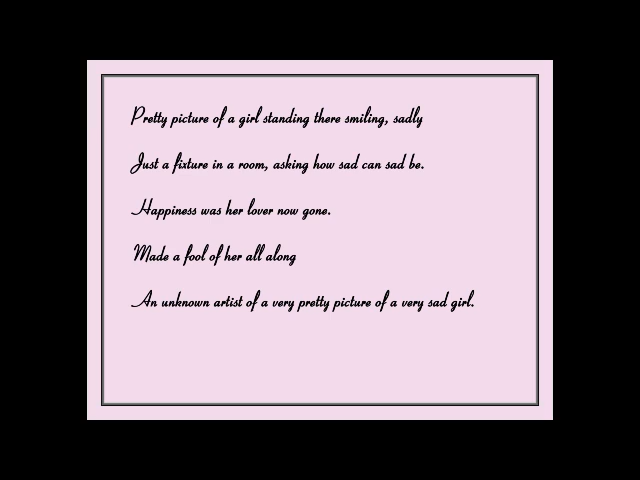 Pretty picture of a girl standing there smiling, sadly
Just a fixture in a room, asking how sad can sad be.
Happiness was her lover now gone.
Made a fool of her all along
An unknown artist of a very pretty picture of a very sad girl.